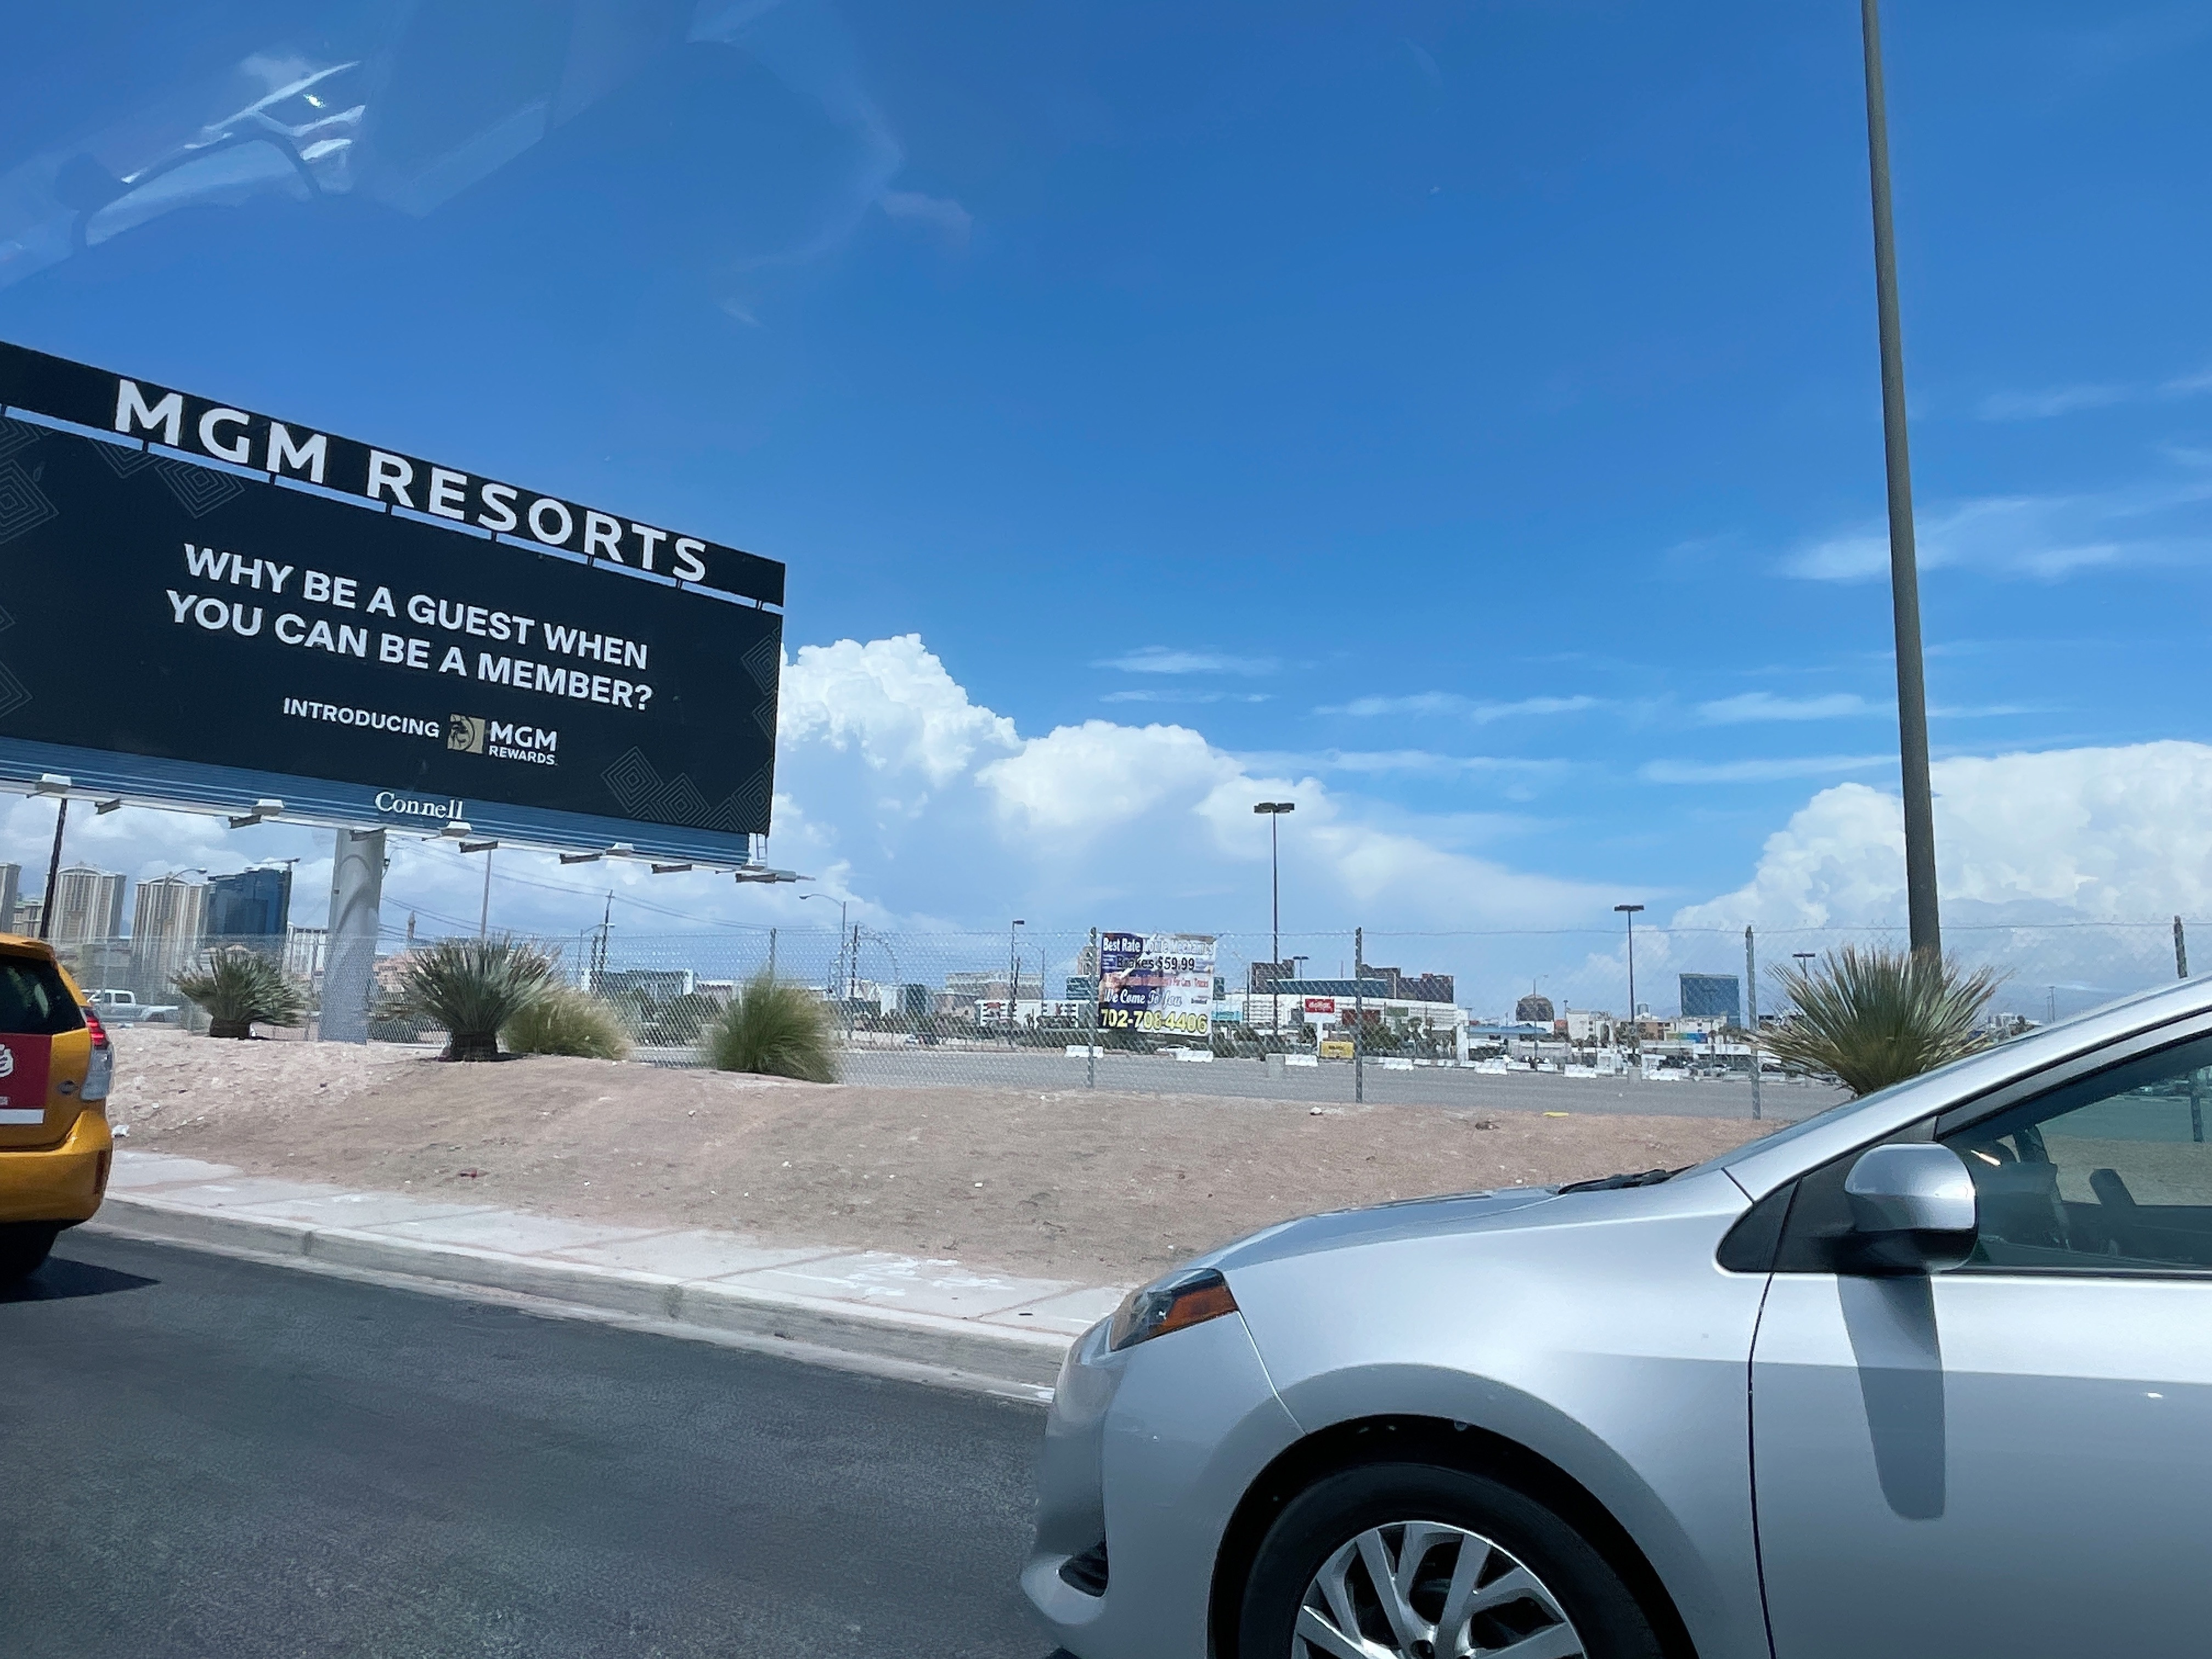 MGM RESORTS
WHY BE A GUEST WHEN
YOU CAN BE A MEMBER?
INTRODUCING MGM
REWARDS
Connell
Best Rate Mobile Mechanics
Brakes $59.99
We Come To You
702-708-4406